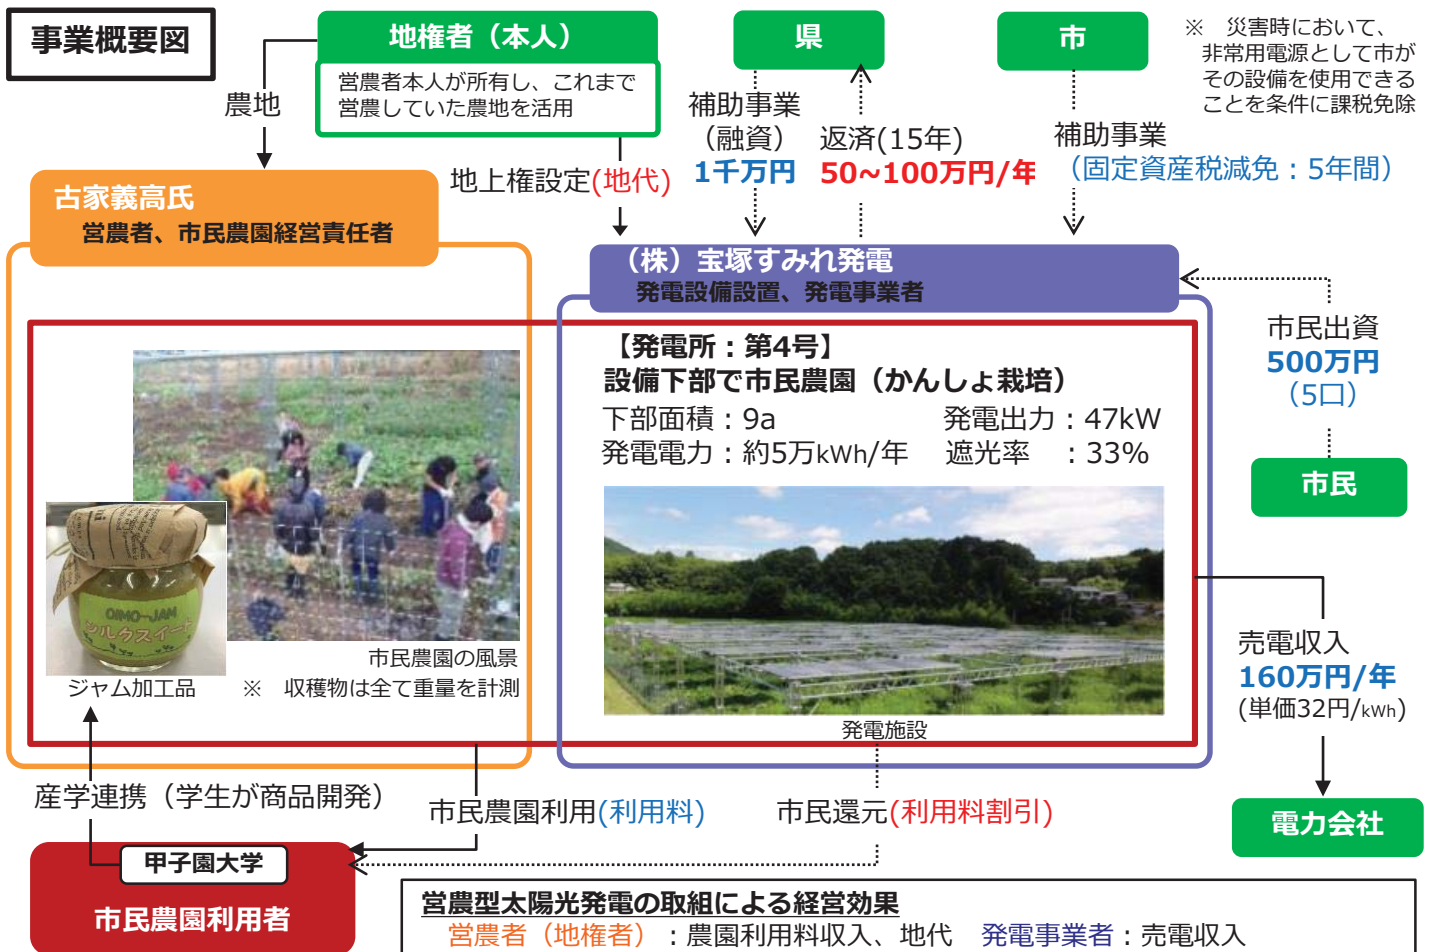 事業概要図
地権者（本人）
営農者本人が所有し、これまで
営農していた農地を活用
県
市
※　災害時において、
非常用電源として市が
その設備を使用できる
ことを条件に課税免除
農地
地上権設定(地代)
補助事業
（融資）
1千万円
返済(15年)
50~100万円/年
補助事業
（固定資産税減免：5年間）
古家義高氏
営農者、市民農園経営責任者
（株）宝塚すみれ発電
発電設備設置、発電事業者
市民出資
500万円
（5口）
市民
【発電所：第4号】
設備下部で市民農園（かんしょ栽培）
下部面積：9a　発電出力：47kW
発電電力：約5万kWh/年　遮光率　：33%
OIMO-JAM
シルクスイート
市民農園の風景
ジャム加工品　※　収穫物は全て重量を計測
発電施設
売電収入
160万円/年
(単価32円/kWh)
電力会社
産学連携（学生が商品開発）
市民農園利用(利用料)
市民還元(利用料割引)
甲子園大学
市民農園利用者
営農型太陽光発電の取組による経営効果
営農者（地権者）：農園利用料収入、地代　発電事業者：売電収入